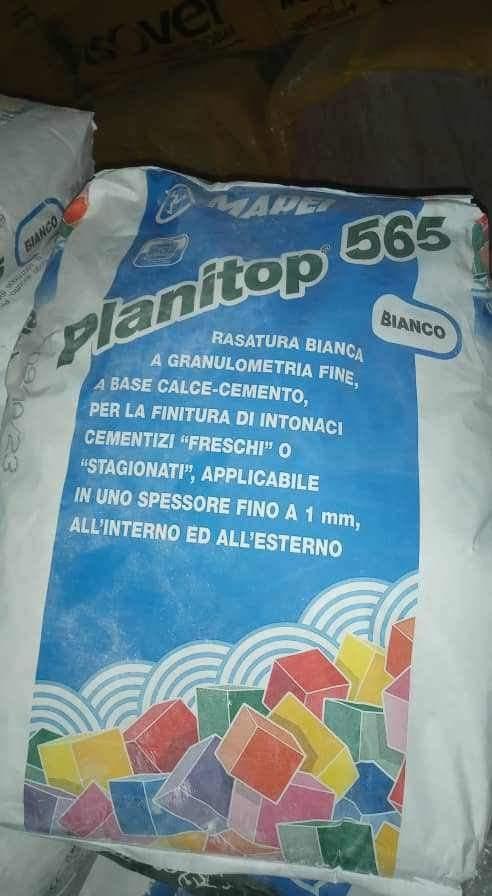 isover
MAPEI
Planitop® 565
BIANCO
BIANCO
RASATURA BIANCA
A GRANULOMETRIA FINE,
A BASE CALCE-CEMENTO,
PER LA FINITURA DI INTONACI
CEMENTIZI “FRESCHI” O
“STAGIONATI”, APPLICABILE
IN UNO SPESSORE FINO A 1 mm,
ALL’INTERNO ED ALL’ESTERNO